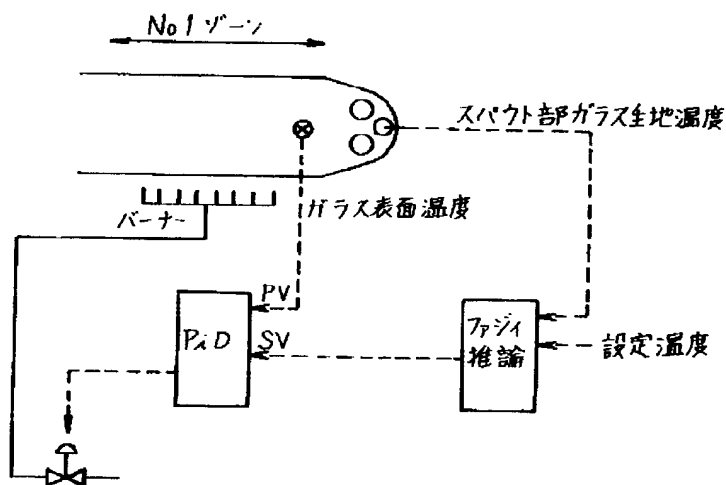 No1ゾーン
スパウト部ガラス生地温度
ガラス表面温度
バーナー
PV
PiD
SV
ファジィ
推論
設定温度